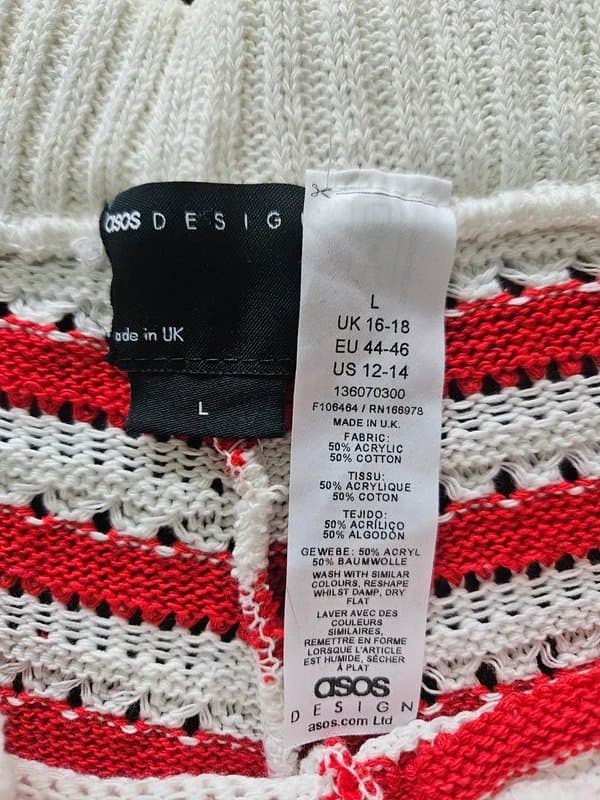 asos DESIG
ade in UK
L
L
UK 16-18
EU 44-46
US 12-14
136070300
F106464 / RN166978
MADE IN U.K.
FABRIC:
50% ACRYLIC
50% COTTON
TISSU:
50% ACRYLIQUE
50% COTON
TEJIDO:
50% ACRÍLICO
50% ALGODÓN
GEWEBE: 50% ACRYL
50% BAUMWOLLE
WASH WITH SIMILAR
COLOURS, RESHAPE
WHILST DAMP, DRY
FLAT
LAVER AVEC DES
COULEURS
SIMILAIRES,
REMETTRE EN FORME
LORSQUE L'ARTICLE
EST HUMIDE, SÉCHER
À PLAT
asos
DESIGN
asos.com Ltd